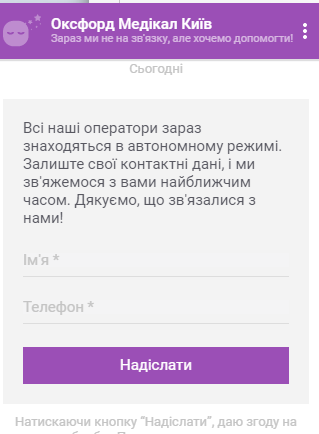 Оксфорд Медікал Київ
Зараз ми не на зв'язку, але хочемо допомогти!
Сьогодні
Всі наші оператори зараз
знаходяться в автономному режимі.
Залиште свої контактні дані, і ми
зв'яжемося з вами найближчим
часом. Дякуємо, що зв'язалися з
нами!
Ім'я *
Телефон *
Надіслати
Натискаючи кнопку "Надіслати", даю згоду на